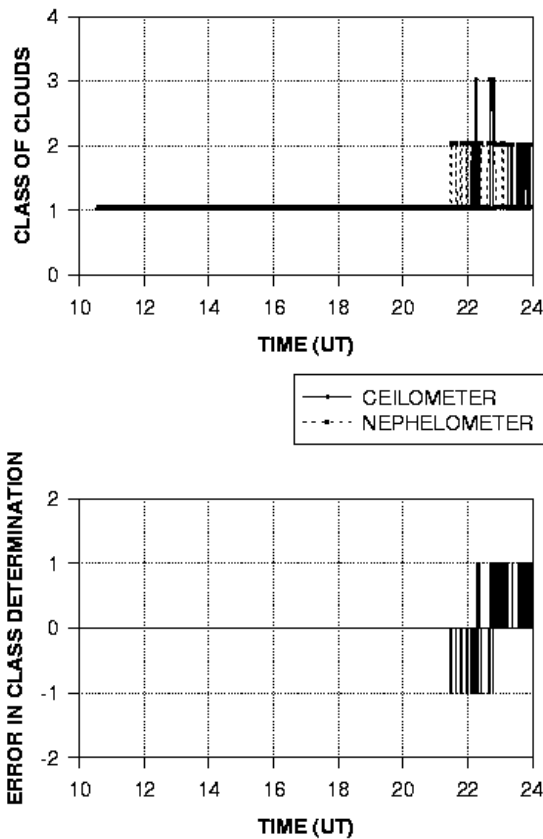 CLASS OF CLOUDS
4
3
2
1
0
10 12 14 16 18 20 22 24
TIME (UT)
CEILOMETER
NEPHELOMETER
ERROR IN CLASS DETERMINATION
2
1
0
-1
-2
10 12 14 16 18 20 22 24
TIME (UT)